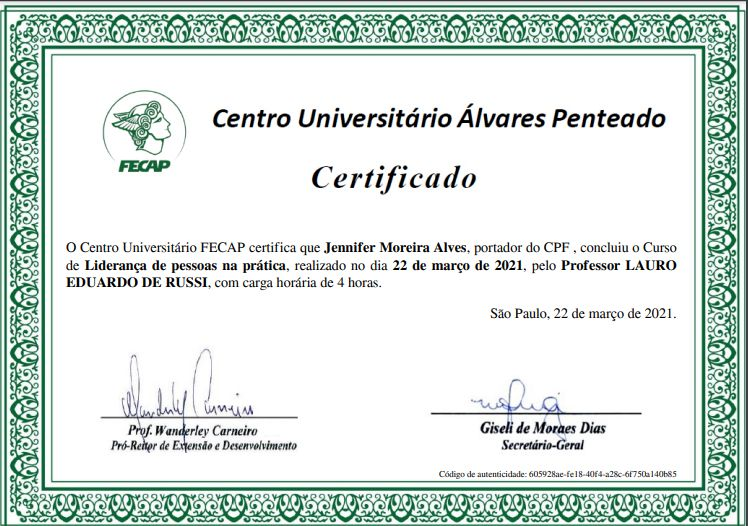 Centro Universitário Álvares Penteado
FECAP
Certificado
O Centro Universitário FECAP certifica que Jennifer Moreira Alves, portador do CPF , concluiu o Curso
de Liderança de pessoas na prática, realizado no dia 22 de março de 2021, pelo Professor LAURO
EDUARDO DE RUSSI, com carga horária de 4 horas.
São Paulo, 22 de março de 2021.
Prof. Wanderley Carneiro
Pró-Reitor de Extensão e Desenvolvimento
Giseli de Moraes Dias
Secretário-Geral
Código de autenticidade: 605928ae-fe18-40f4-a28c-6f750a140b85